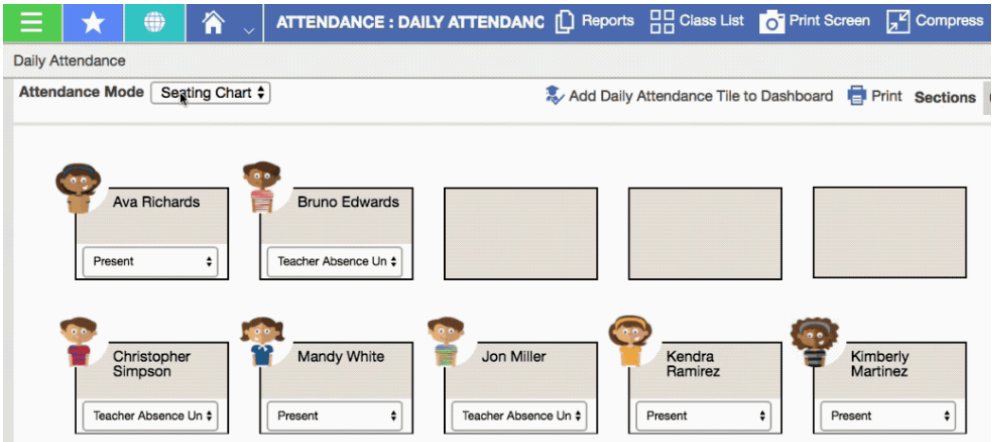 ATTENDANCE : DAILY ATTENDANC Reports Class List Print Screen Compress
Daily Attendance
Attendance Mode Seating Chart Add Daily Attendance Tile to Dashboard Print Sections
Ava Richards Bruno Edwards
Present Teacher Absence Un
Christopher Simpson Mandy White Jon Miller Kendra Ramirez Kimberly Martinez
Teacher Absence Un Present Teacher Absence Un Present Present